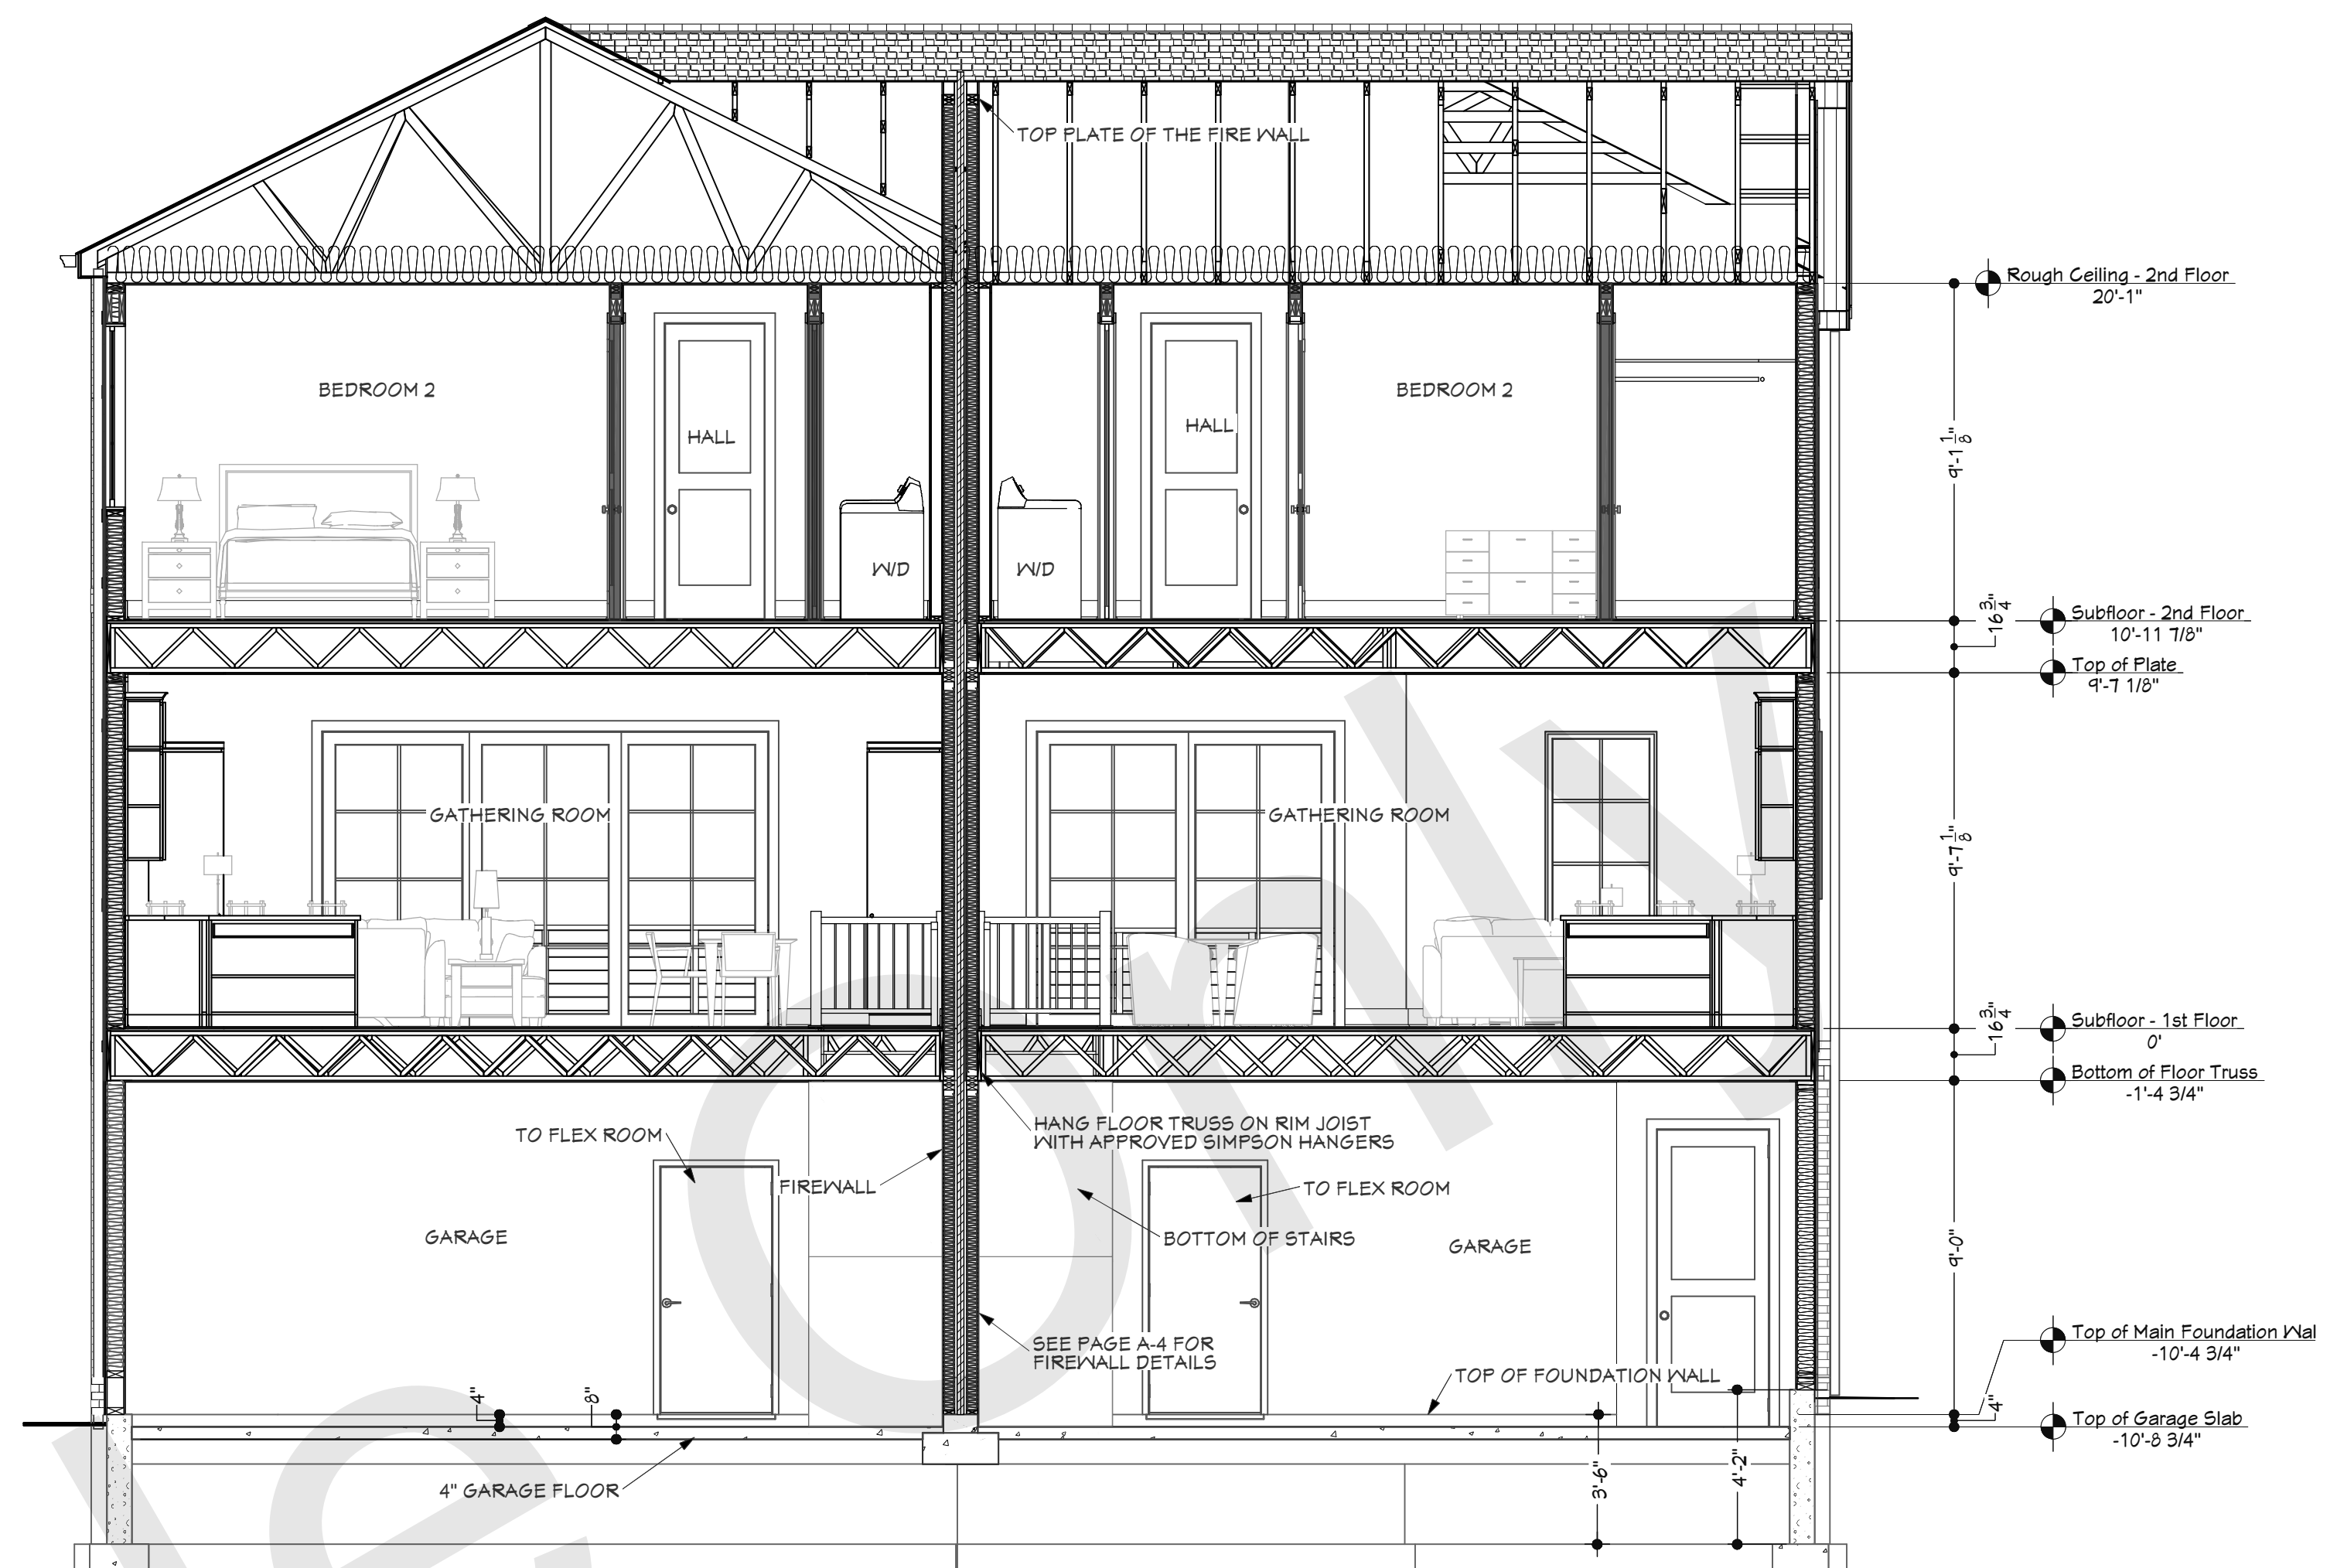 TOP PLATE OF THE FIRE WALL
Rough Ceiling - 2nd Floor
20'-1"
BEDROOM 2
HALL
W/D
W/D
HALL
BEDROOM 2
9'-1 1/8"
16 3/4"
Subfloor - 2nd Floor
10'-11 7/8"
Top of Plate
9'-7 1/8"
GATHERING ROOM
GATHERING ROOM
9'-7 1/8"
16 3/4"
Subfloor - 1st Floor
0'
Bottom of Floor Truss
-1'-4 3/4"
TO FLEX ROOM
HANG FLOOR TRUSS ON RIM JOIST
WITH APPROVED SIMPSON HANGERS
FIREWALL
TO FLEX ROOM
GARAGE
BOTTOM OF STAIRS
GARAGE
9'-0"
SEE PAGE A-4 FOR
FIREWALL DETAILS
TOP OF FOUNDATION WALL
Top of Main Foundation Wal
-10'-4 3/4"
4"
8"
4"
Top of Garage Slab
-10'-8 3/4"
4" GARAGE FLOOR
3'-6"
4'-2"
le Only